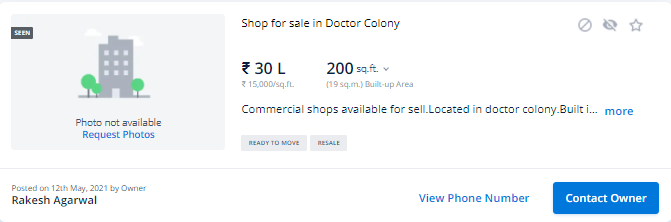 SEEN
Photo not available
Request Photos
Shop for sale in Doctor Colony
₹ 30 L
₹ 15,000/sq.ft.
200 sq.ft.
(19 sq.m.) Built-up Area
Commercial shops available for sell.Located in doctor colony.Built i... more
READY TO MOVE
RESALE
Posted on 12th May, 2021 by Owner
Rakesh Agarwal
View Phone Number
Contact Owner